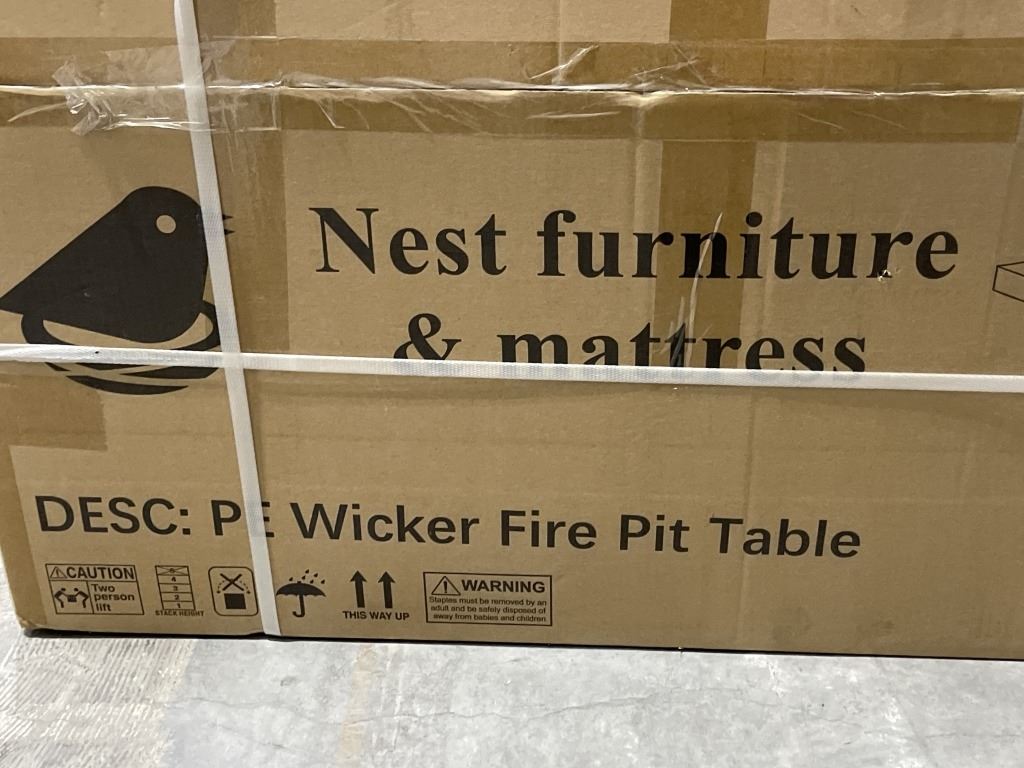 Nest furniture
& mattress
DESC: PE Wicker Fire Pit Table
CAUTION
Two
person
lift
5
4
3
2
1
STACK HEIGHT
THIS WAY UP
WARNING
Staples must be removed by an
adult and be safely disposed of
away from babies and children